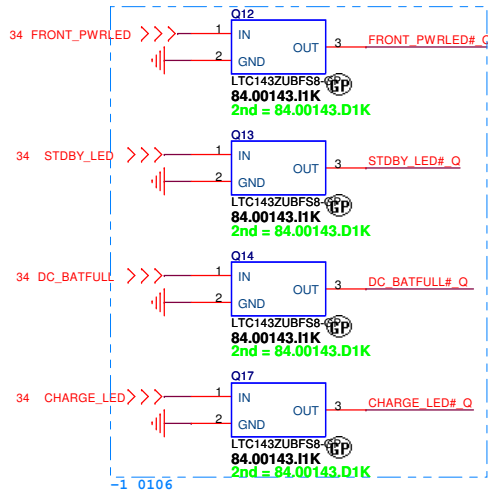 Q12
34 FRONT_PWRLED 1 IN OUT 3 FRONT_PWRLED#_Q
2 GND
LTC143ZUBFS8-GP
GP
84.00143.I1K
2nd = 84.00143.D1K
Q13
34 STDBY_LED 1 IN OUT 3 STDBY_LED#_Q
2 GND
LTC143ZUBFS8-GP
GP
84.00143.I1K
2nd = 84.00143.D1K
Q14
34 DC_BATFULL 1 IN OUT 3 DC_BATFULL#_Q
2 GND
LTC143ZUBFS8-GP
GP
84.00143.I1K
2nd = 84.00143.D1K
Q17
34 CHARGE_LED 1 IN OUT 3 CHARGE_LED#_Q
2 GND
LTC143ZUBFS8-GP
GP
84.00143.I1K
2nd = 84.00143.D1K
-1 0106